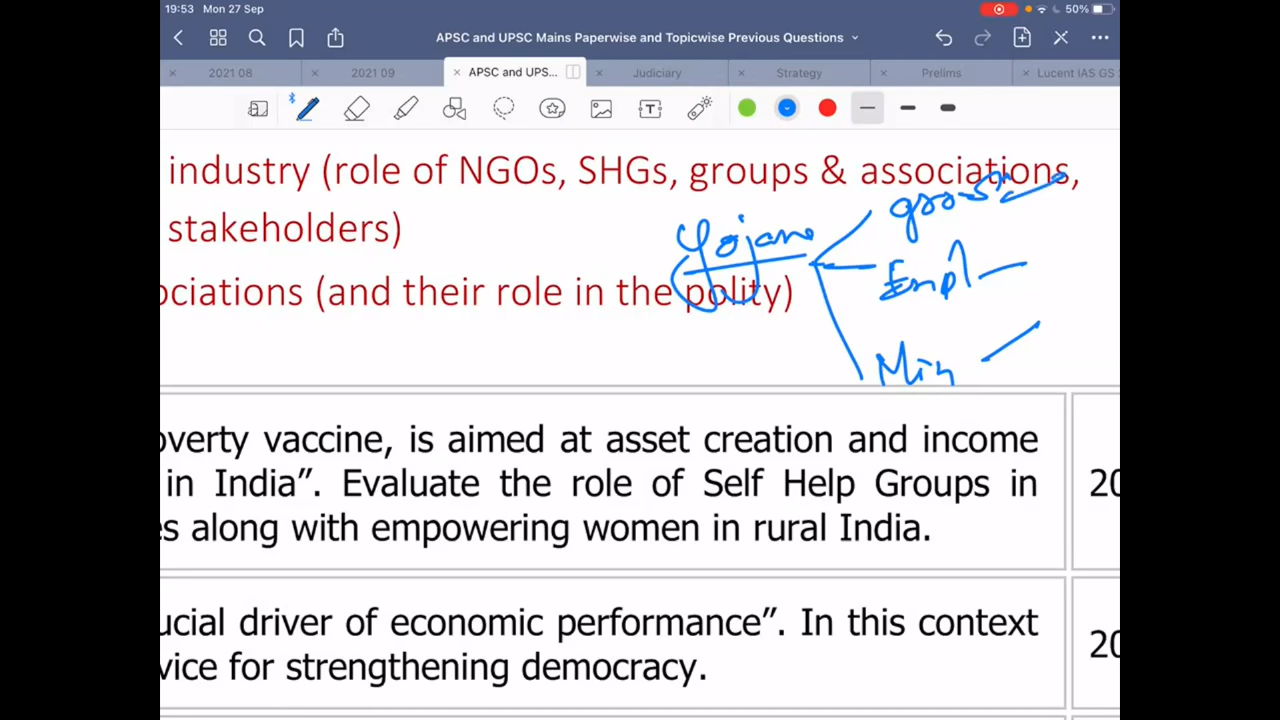 19:53 Mon 27 Sep
50%
APSC and UPSC Mains Paperwise and Topicwise Previous Questions
2021 08
2021 09
APSC and UPS...
Judiciary
Strategy
Prelims
Lucent IAS GS
industry (role of NGOs, SHGs, groups & associations,
stakeholders)
ociations (and their role in the polity)
Yojana
Empl
Min
overty vaccine, is aimed at asset creation and income
in India”. Evaluate the role of Self Help Groups in
es along with empowering women in rural India.
20
ucial driver of economic performance”. In this context
vice for strengthening democracy.
20